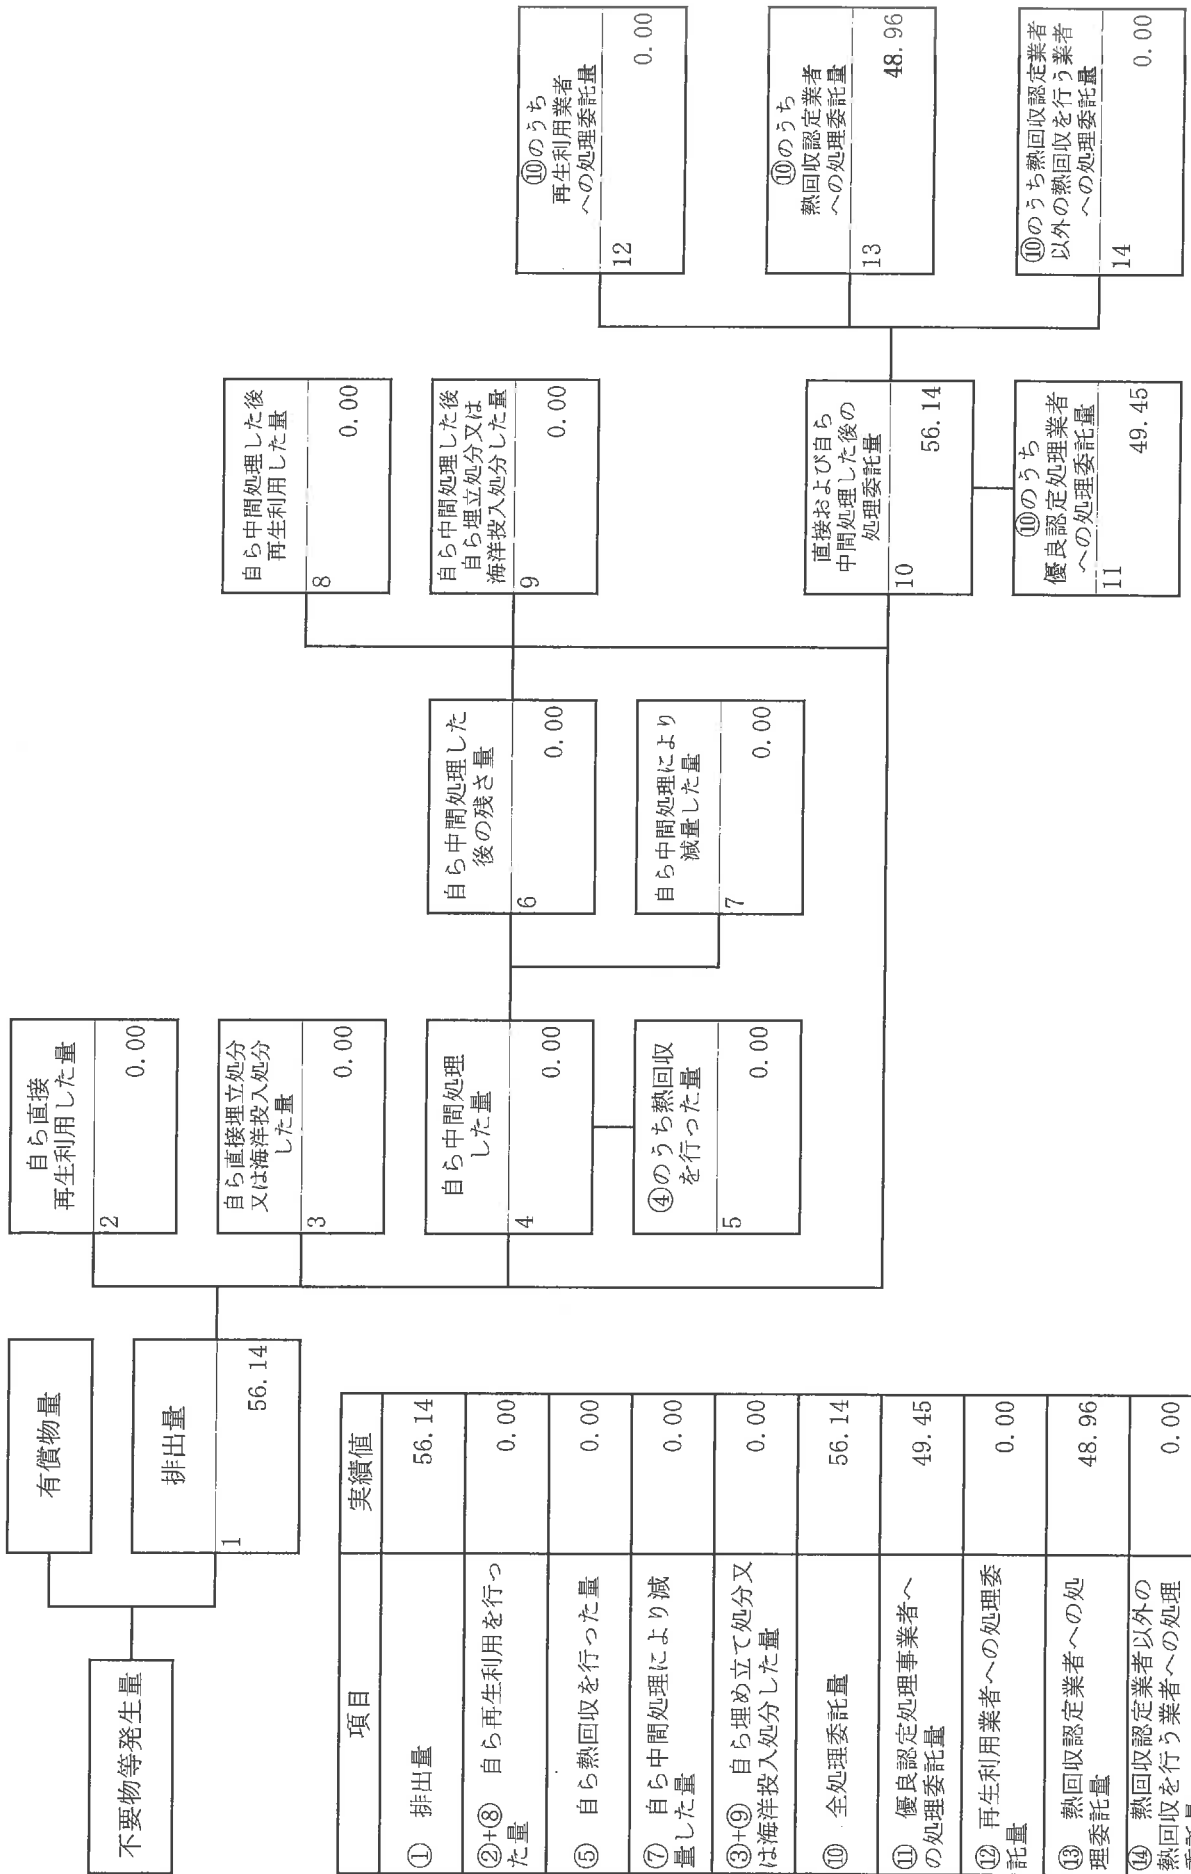 不要物等発生量
有償物量
排出量
1
56.14
自ら直接
再生利用した量
2
0.00
自ら直接埋立処分
又は海洋投入処分
した量
3
0.00
自ら中間処理
した量
4
0.00
④のうち熱回収
を行った量
5
0.00
自ら中間処理した
後の残さ量
6
0.00
自ら中間処理により
減量した量
7
0.00
自ら中間処理した後
再生利用した量
8
0.00
自ら中間処理した後
自ら埋立処分又は
海洋投入処分した量
9
0.00
直接および自ら
中間処理した後の
処理委託量
10
56.14
⑩のうち
優良認定処理業者
への処理委託量
11
49.45
⑩のうち
再生利用業者
への処理委託量
12
0.00
⑩のうち
熱回収認定業者
への処理委託量
13
48.96
⑩のうち熱回収認定業者
以外の熱回収を行う業者
への処理委託量
14
0.00
項目 実績値
① 排出量 56.14
②+⑧ 自ら再生利用を行っ
た量 0.00
⑤ 自ら熱回収を行った量 0.00
⑦ 自ら中間処理により減
量した量 0.00
③+⑨ 自ら埋め立て処分又
は海洋投入処分した量 0.00
⑩ 全処理委託量 56.14
⑪ 優良認定処理事業者へ
の処理委託量 49.45
⑫ 再生利用業者への処理委
託量 0.00
⑬ 熱回収認定業者への処
理委託量 48.96
⑭ 熱回収認定業者以外の
熱回収を行う業者への処理 0.00